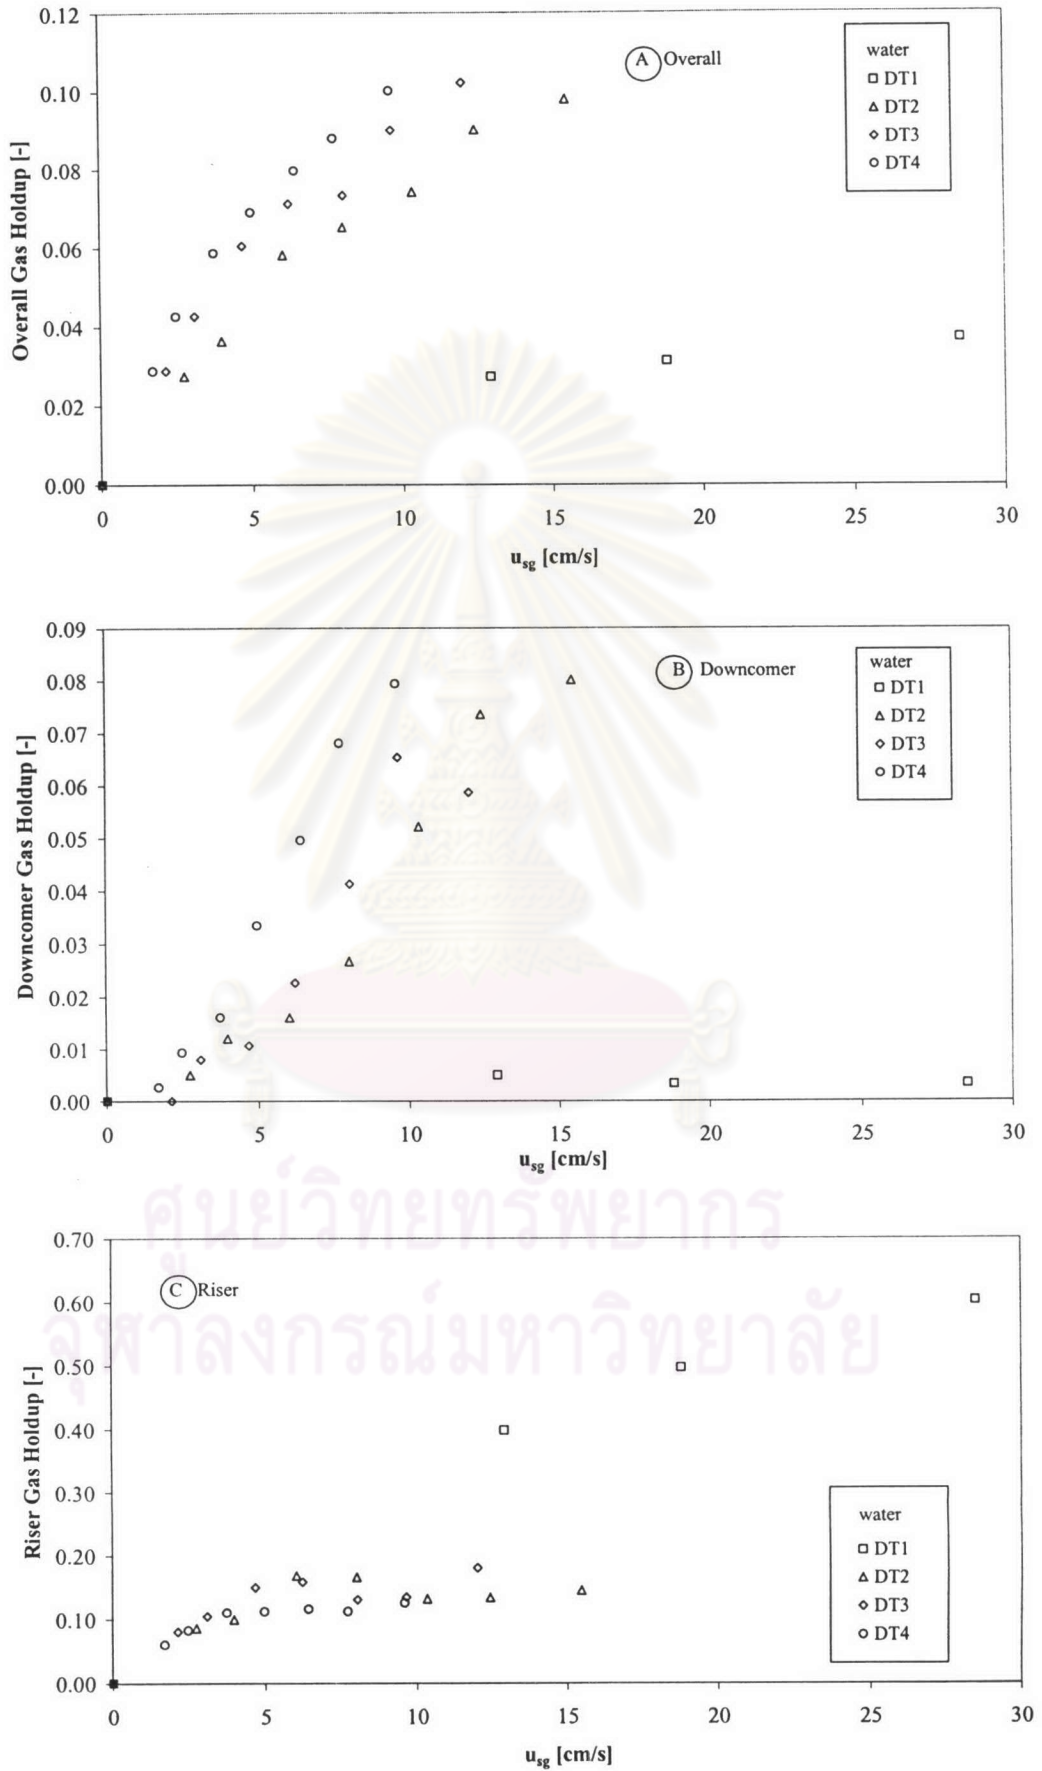 0.12
0.10
0.08
0.06
0.04
0.02
0.00
Overall Gas Holdup [-]
A Overall
water
DT1
DT2
DT3
DT4
0 5 10 15 20 25 30
usg [cm/s]
0.09
0.08
0.07
0.06
0.05
0.04
0.03
0.02
0.01
0.00
Downcomer Gas Holdup [-]
B Downcomer
water
DT1
DT2
DT3
DT4
0 5 10 15 20 25 30
usg [cm/s]
ศูนย์วิทยทรัพยากร
จุฬาลงกรณ์มหาวิทยาลัย
0.70
0.60
0.50
0.40
0.30
0.20
0.10
0.00
Riser Gas Holdup [-]
C Riser
water
DT1
DT2
DT3
DT4
0 5 10 15 20 25 30
usg [cm/s]